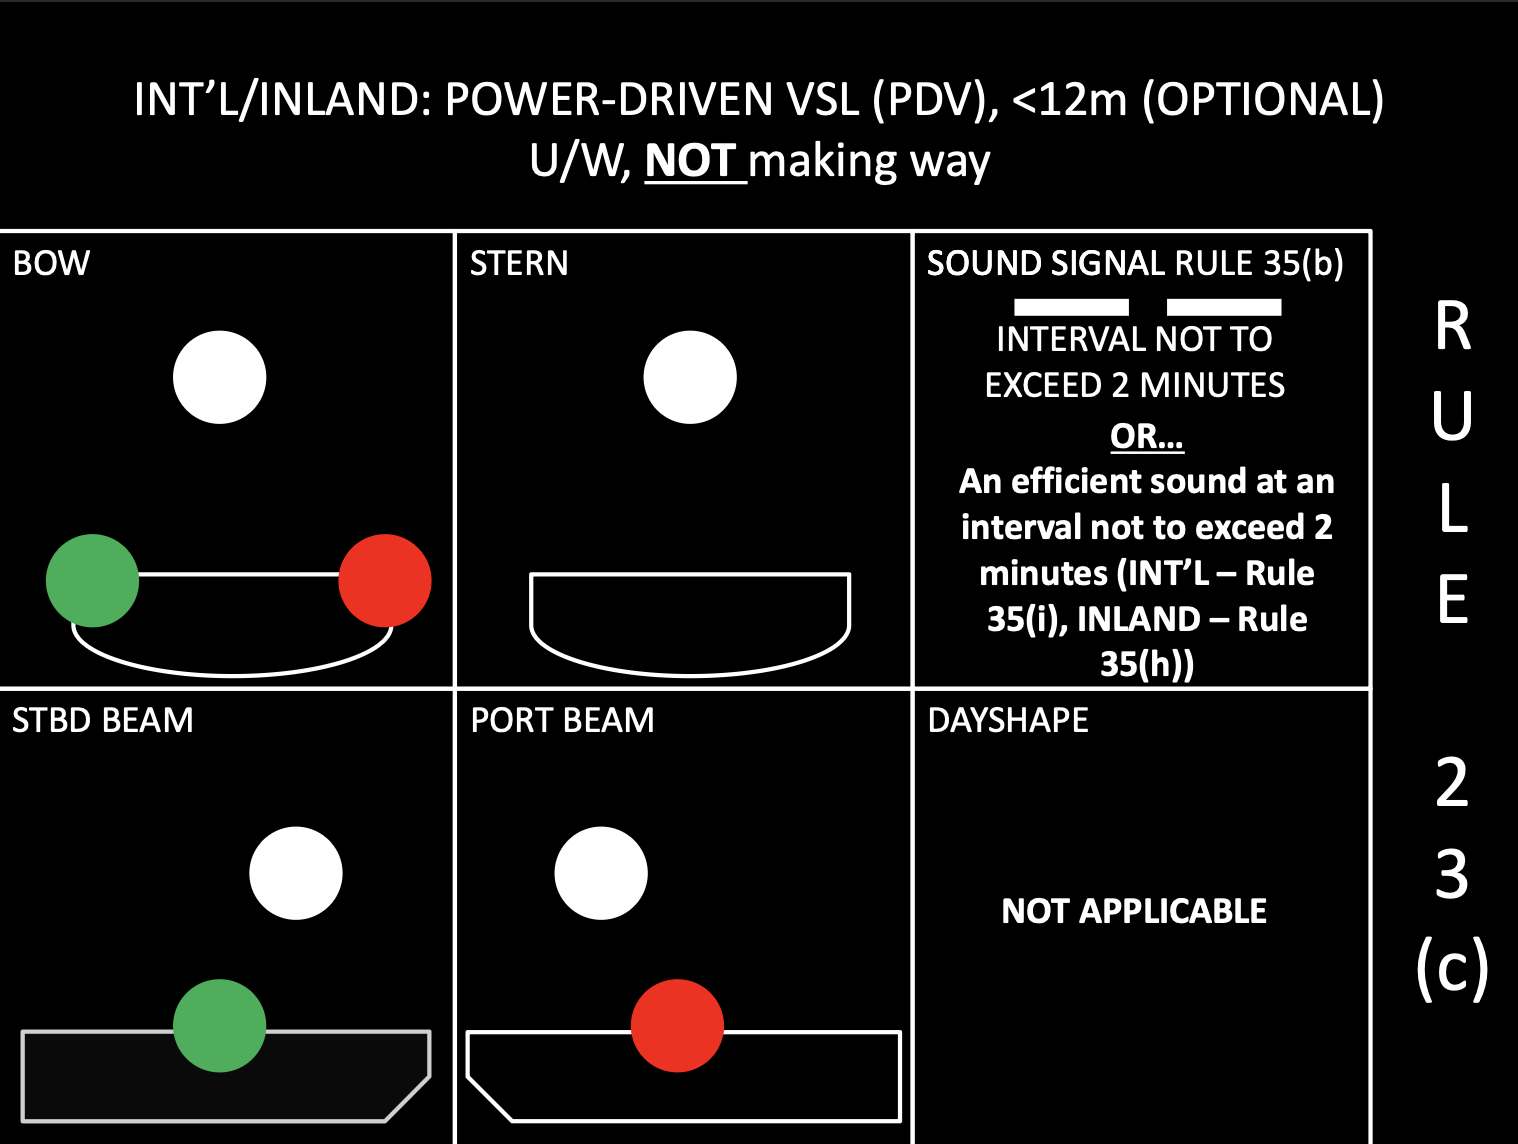 INT'L/INLAND: POWER-DRIVEN VSL (PDV), <12m (OPTIONAL)
U/W, NOT making way
BOW
STERN
SOUND SIGNAL RULE 35(b)
INTERVAL NOT TO
EXCEED 2 MINUTES
OR…
An efficient sound at an
interval not to exceed 2
minutes (INT'L – Rule
35(i), INLAND – Rule
35(h))
STBD BEAM
PORT BEAM
DAYSHAPE
NOT APPLICABLE
R
U
L
E
2
3
(c)